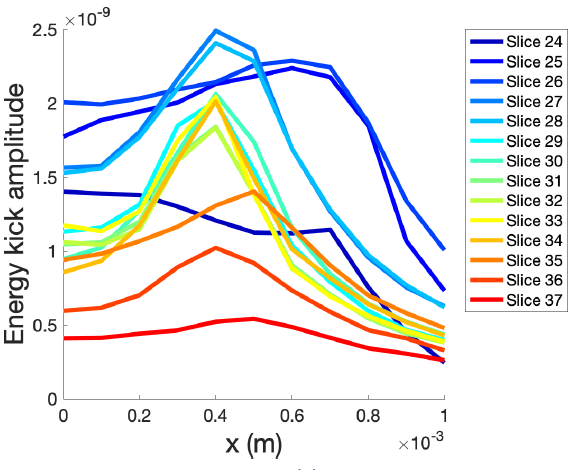 ×10⁻⁹
2.5
2
1.5
1
0.5
0
Energy kick amplitude
0
0.2
0.4
0.6
0.8
1
x (m)
×10⁻³
Slice 24
Slice 25
Slice 26
Slice 27
Slice 28
Slice 29
Slice 30
Slice 31
Slice 32
Slice 33
Slice 34
Slice 35
Slice 36
Slice 37